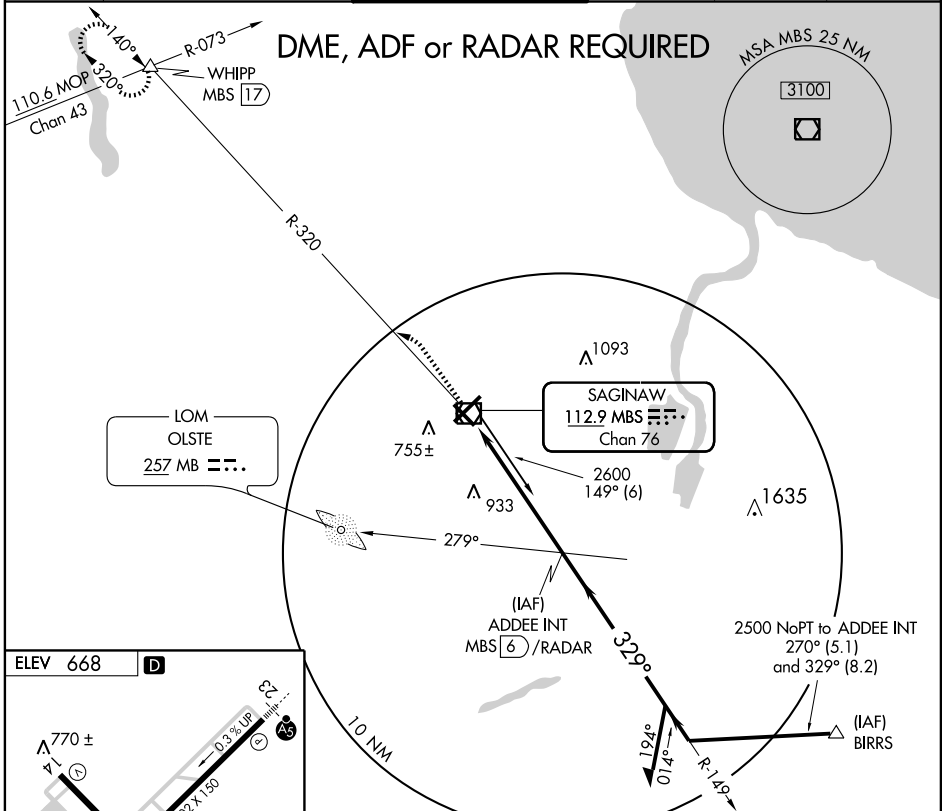 DME, ADF or RADAR REQUIRED
MSA MBS 25 NM
3100
140°
320°
R-073
WHIPP
MBS 17
110.6 MOP
Chan 43
R-320
1093
SAGINAW
112.9 MBS
Chan 76
755±
933
2600
149° (6)
1635
LOM
OLSTE
257 MB
279°
(IAF)
ADDEE INT
MBS 6 /RADAR
329°
2500 NoPT to ADDEE INT
270° (5.1)
and 329° (8.2)
(IAF)
BIRRS
194°
014°
R-149
10 NM
ELEV 668
D
770 ±
14
V
23
0.3 % UP
P
A5
2 X 150